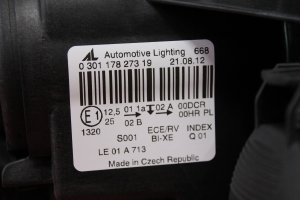 AL Automotive Lighting 668
0 301 178 273 19 21.08.12
E1 12,5 01 1a 02 A 00DCR
25 02 B 00HR PL
1320 S001 ECE/RV INDEX
BI-XE Q 01
LE 01 A 713
Made in Czech Republic